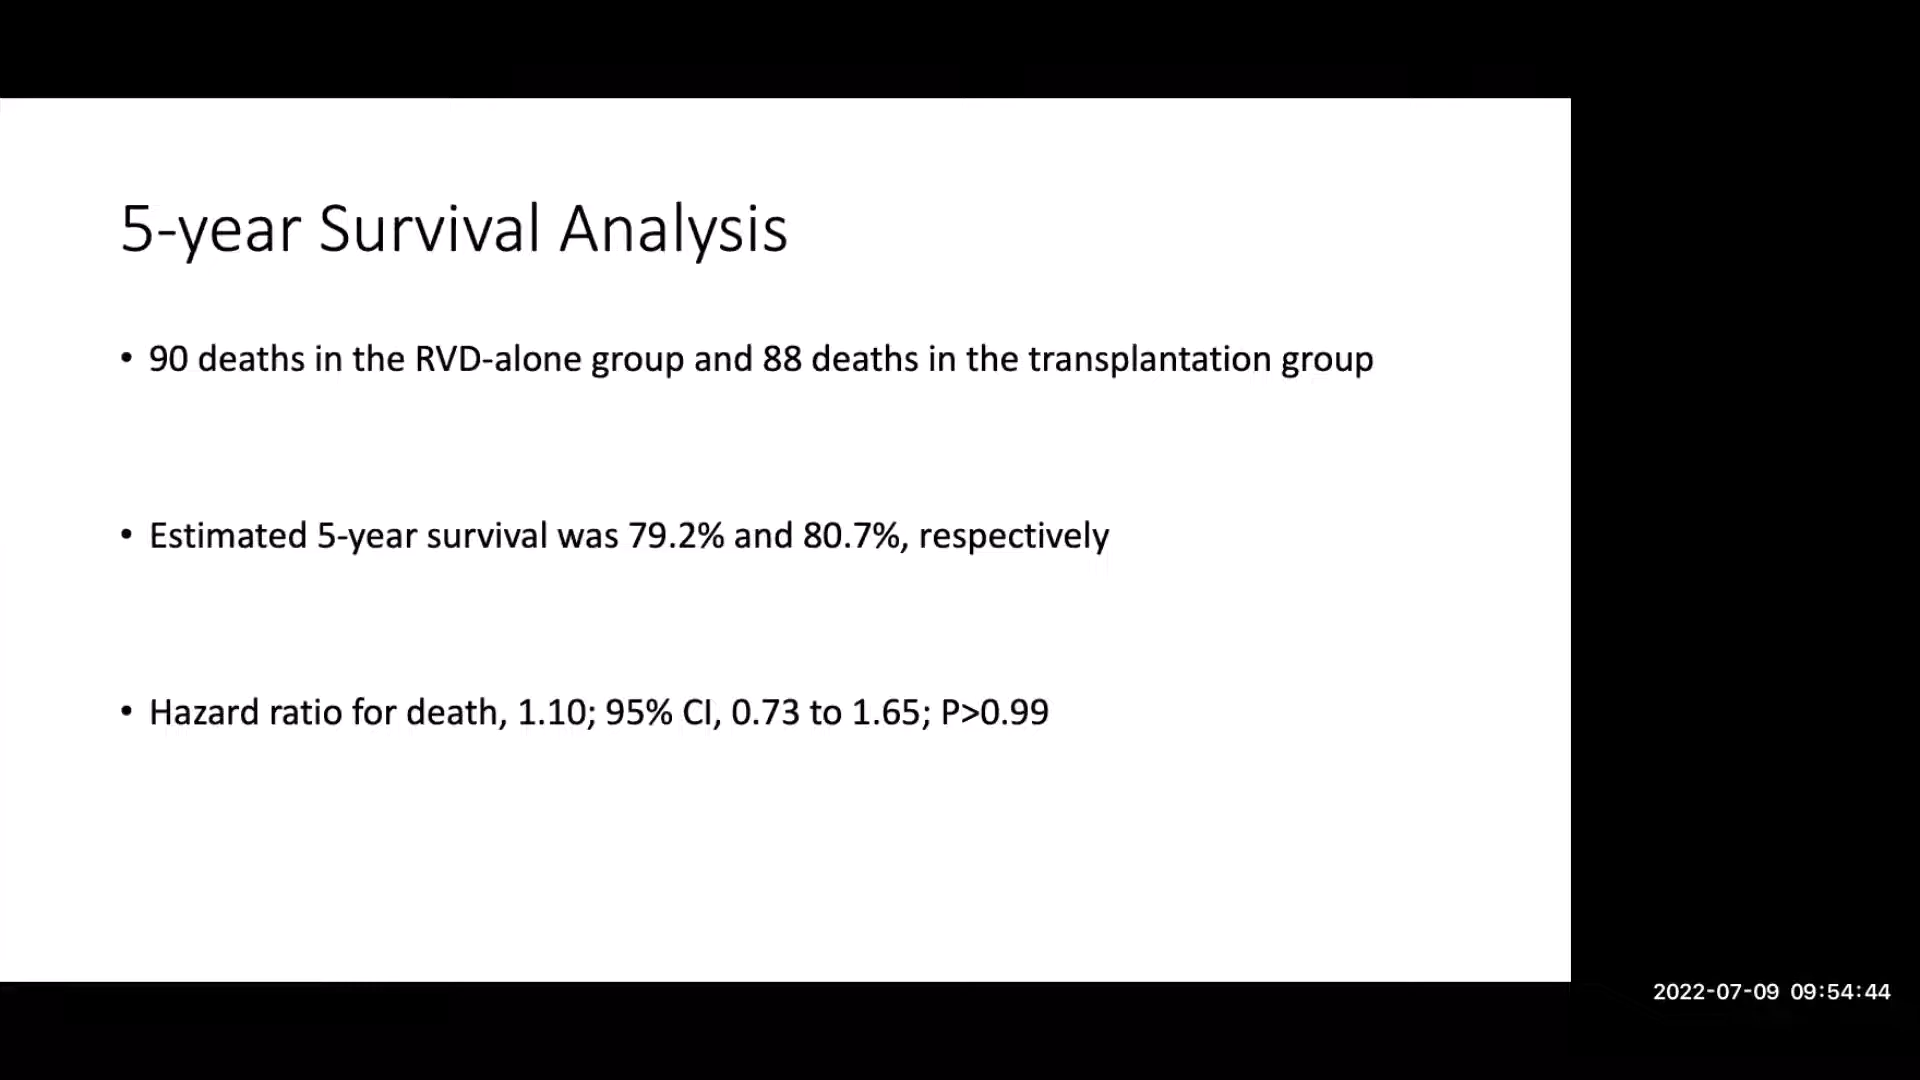 5-year Survival Analysis
• 90 deaths in the RVD-alone group and 88 deaths in the transplantation group
• Estimated 5-year survival was 79.2% and 80.7%, respectively
• Hazard ratio for death, 1.10; 95% CI, 0.73 to 1.65; P>0.99
2022-07-09 09:54:44